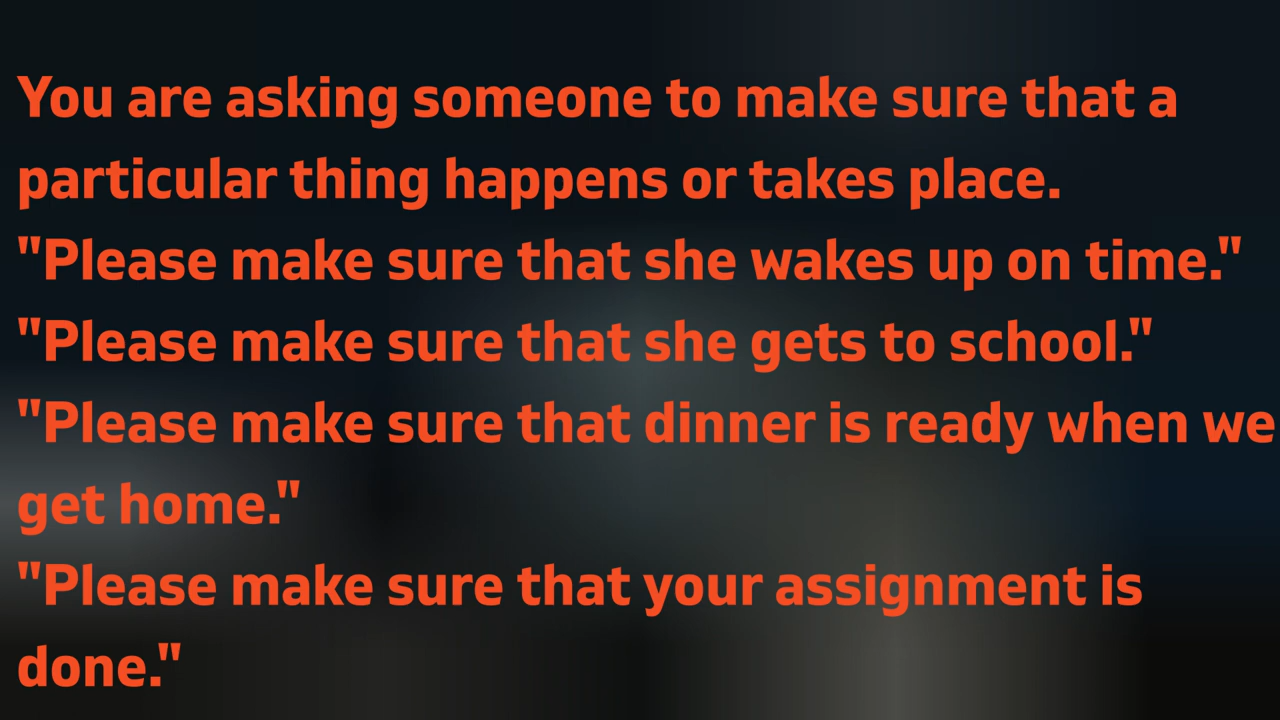 You are asking someone to make sure that a
particular thing happens or takes place.
"Please make sure that she wakes up on time."
"Please make sure that she gets to school."
"Please make sure that dinner is ready when we
get home."
"Please make sure that your assignment is
done."